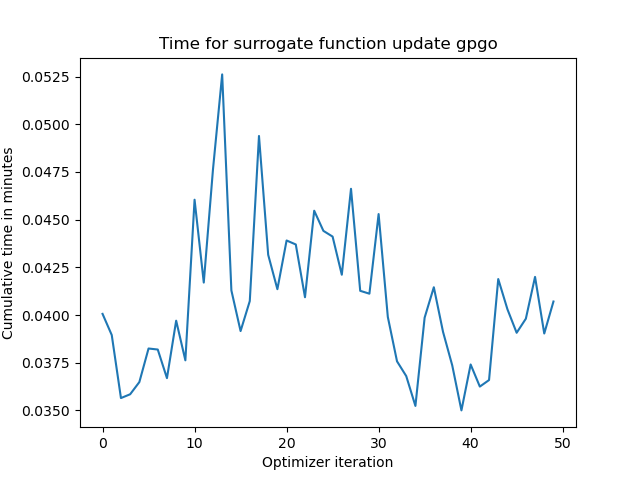 Time for surrogate function update gpgo
Cumulative time in minutes
0.0525
0.0500
0.0475
0.0450
0.0425
0.0400
0.0375
0.0350
0 10 20 30 40 50
Optimizer iteration